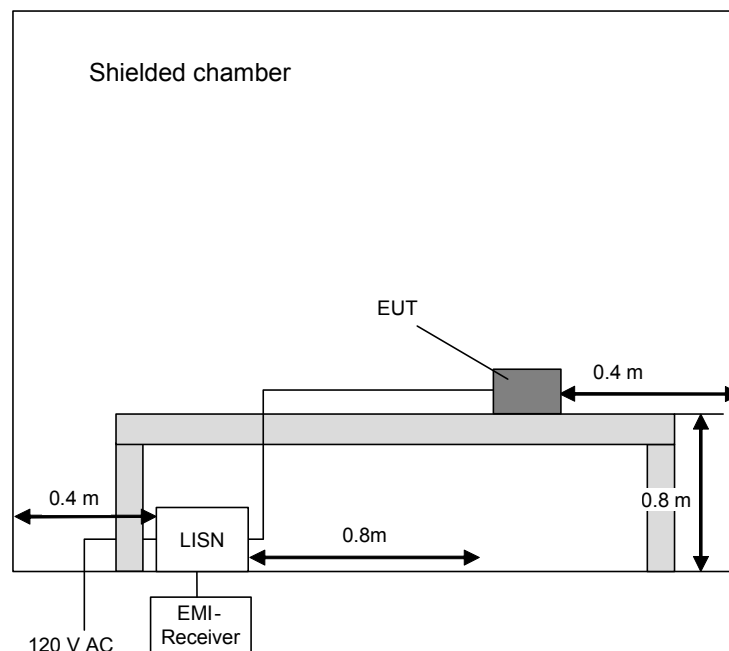 Shielded chamber
EUT
0.4 m
0.4 m
0.8 m
LISN
0.8m
EMI-
Receiver
120 V AC